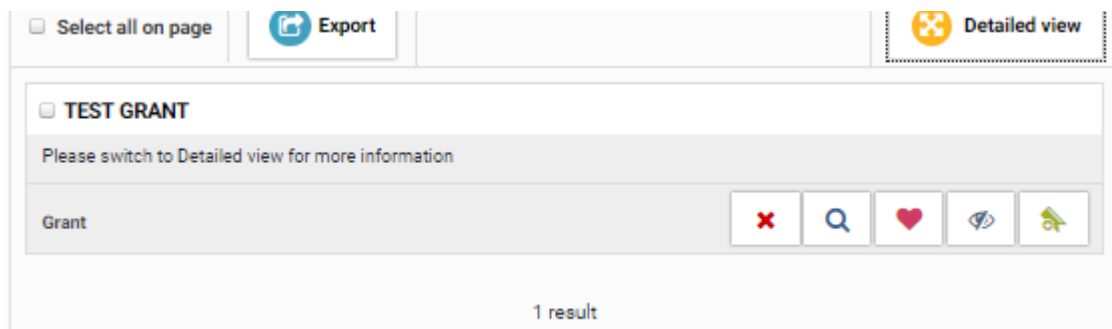 Select all on page
Export
Detailed view
TEST GRANT
Please switch to Detailed view for more information
Grant
1 result